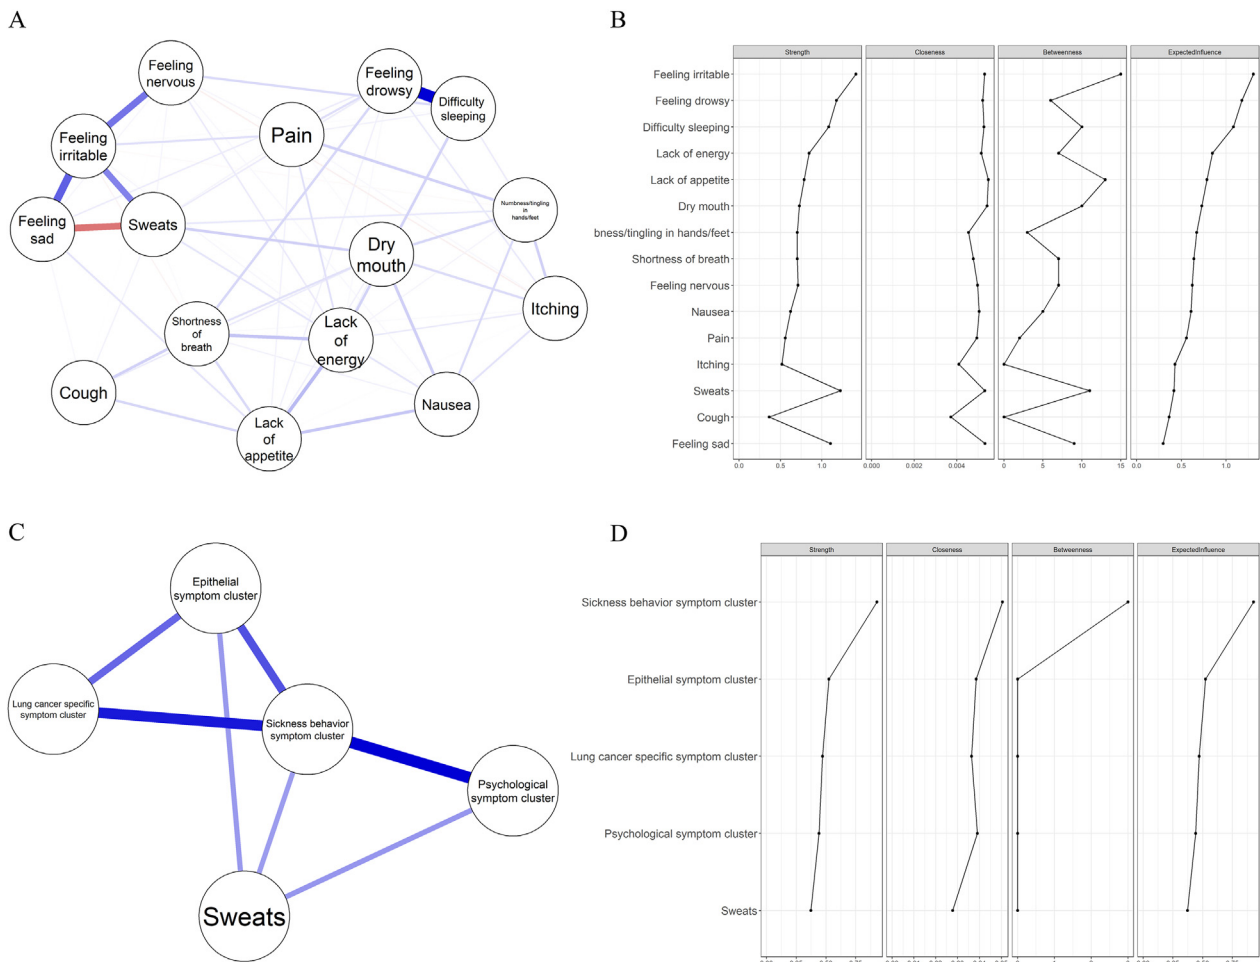 A
Feeling
nervous
Feeling
drowsy
Difficulty
sleeping
Pain
Feeling
irritable
Numbness/tingling
in
hands/feet
Feeling
sad
Sweats
Dry
mouth
Itching
Shortness
of
breath
Lack
of
energy
Cough
Nausea
Lack
of
appetite
B
Strength Closeness Betweenness ExpectedInfluence
Feeling irritable
Feeling drowsy
Difficulty sleeping
Lack of energy
Lack of appetite
Dry mouth
bness/tingling in hands/feet
Shortness of breath
Feeling nervous
Nausea
Pain
Itching
Sweats
Cough
Feeling sad
0.0 0.5 1.0 0.000 0.002 0.004 0 5 10 15 0.0 0.5 1.0
C
Epithelial
symptom cluster
Lung cancer specific
symptom cluster
Sickness behavior
symptom cluster
Psychological
symptom cluster
Sweats
D
Strength Closeness Betweenness ExpectedInfluence
Sickness behavior symptom cluster
Epithelial symptom cluster
Lung cancer specific symptom cluster
Psychological symptom cluster
Sweats